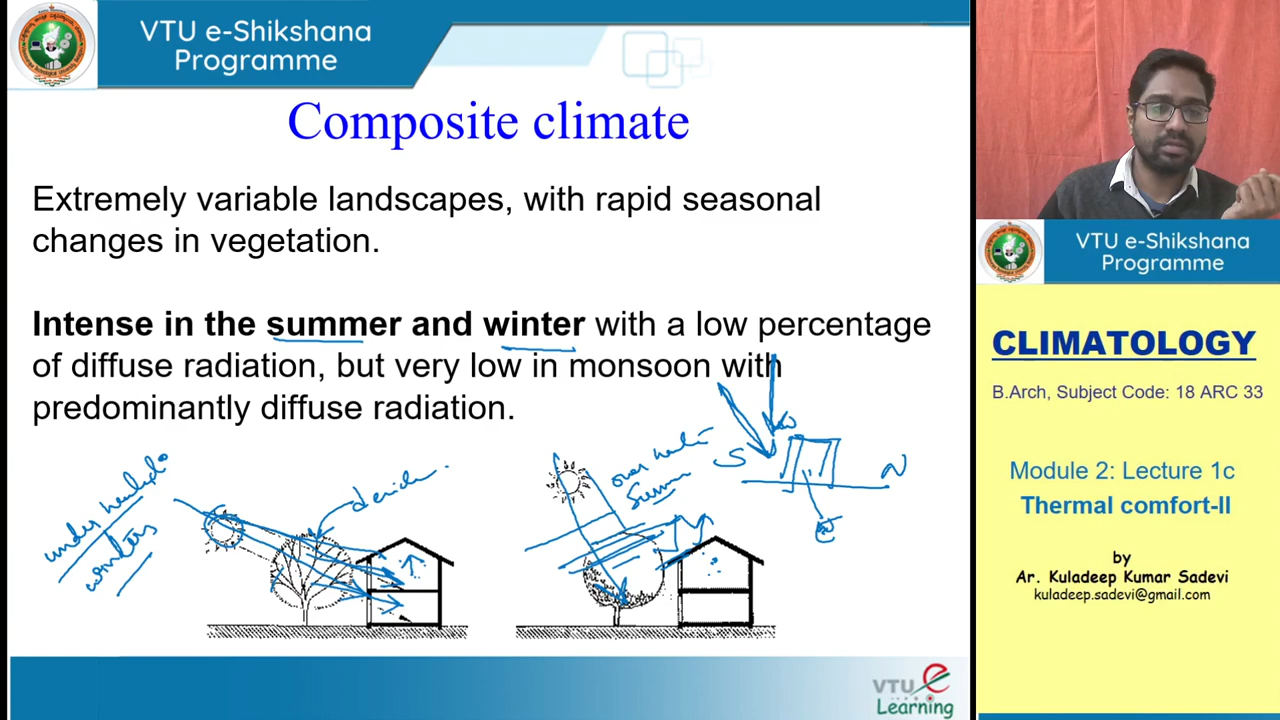 VTU e-Shikshana
Programme
Composite climate
Extremely variable landscapes, with rapid seasonal
changes in vegetation.
Intense in the summer and winter with a low percentage
of diffuse radiation, but very low in monsoon with
predominantly diffuse radiation.
under heated
winters
S
N
E
summer
VTU e
Learning
VTU e-Shikshana
Programme
CLIMATOLOGY
B.Arch, Subject Code: 18 ARC 33
Module 2: Lecture 1c
Thermal comfort-II
by
Ar. Kuladeep Kumar Sadevi
kuladeep.sadevi@gmail.com